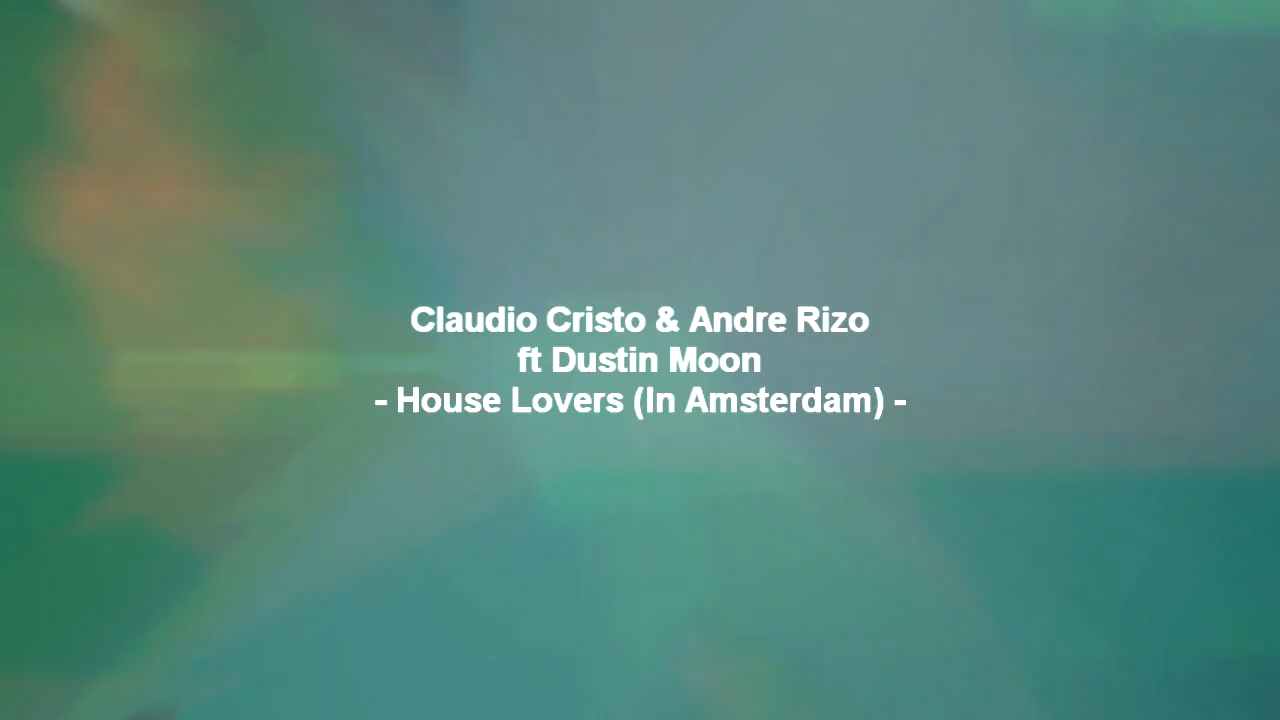 Claudio Cristo & Andre Rizo
ft Dustin Moon
- House Lovers (In Amsterdam) -